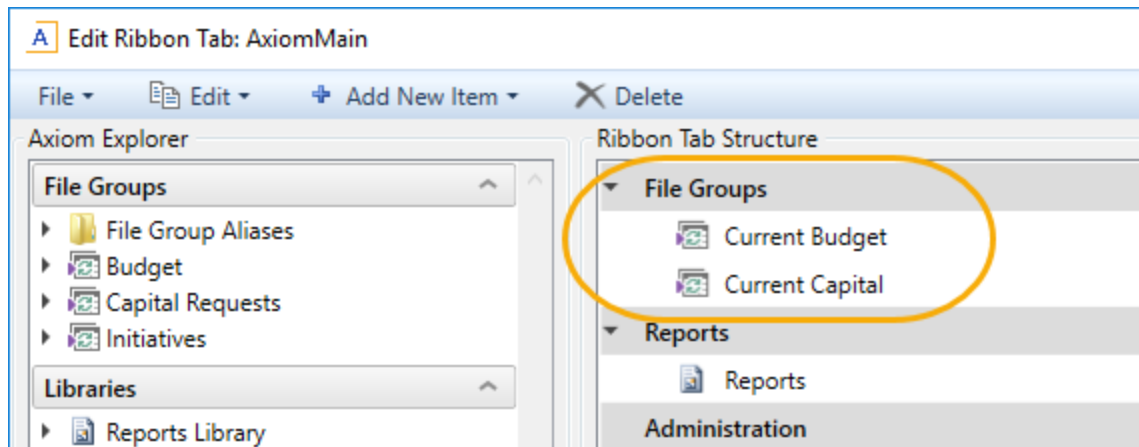 A Edit Ribbon Tab: AxiomMain
File Edit Add New Item Delete
Axiom Explorer
File Groups
File Group Aliases
Budget
Capital Requests
Initiatives
Libraries
Reports Library
Ribbon Tab Structure
File Groups
Current Budget
Current Capital
Reports
Reports
Administration